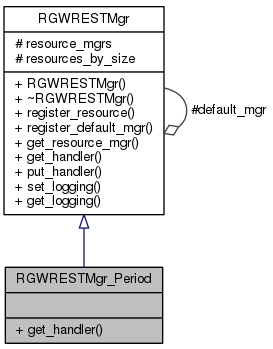 RGWRESTMgr
# resource_mgrs
# resources_by_size
+ RGWRESTMgr()
+ ~RGWRESTMgr()
+ register_resource()
+ register_default_mgr()
+ get_resource_mgr()
+ get_handler()
+ put_handler()
+ set_logging()
+ get_logging()
#default_mgr
RGWRESTMgr_Period
+ get_handler()